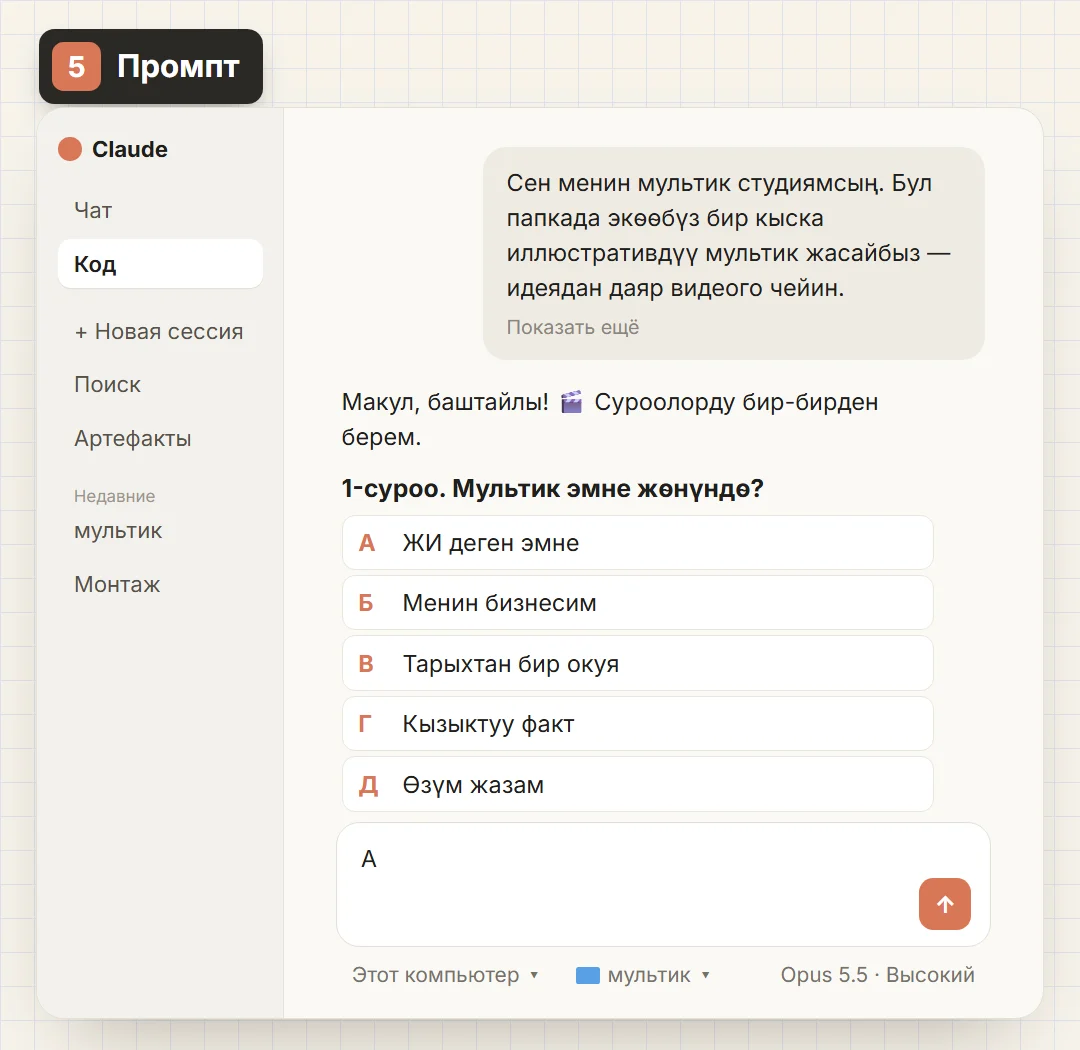 5 Промпт
Claude
Чат
Код
+ Новая сессия
Поиск
Артефакты
Недавние
мультик
Монтаж
Сен менин мультик студиямсың. Бул
папкада экөөбүз бир кыска
иллюстративдүү мультик жасайбыз —
идеядан даяр видеого чейин.
Показать ещё
Макул, баштайлы! 🎬 Суроолорду бир-бирден
берем.
1-суроо. Мультик эмне жөнүндө?
А ЖИ деген эмне
Б Менин бизнесим
В Тарыхтан бир окуя
Г Кызыктуу факт
Д Өзүм жазам
А
Этот компьютер ▾ мультик ▾ Opus 5.5 · Высокий